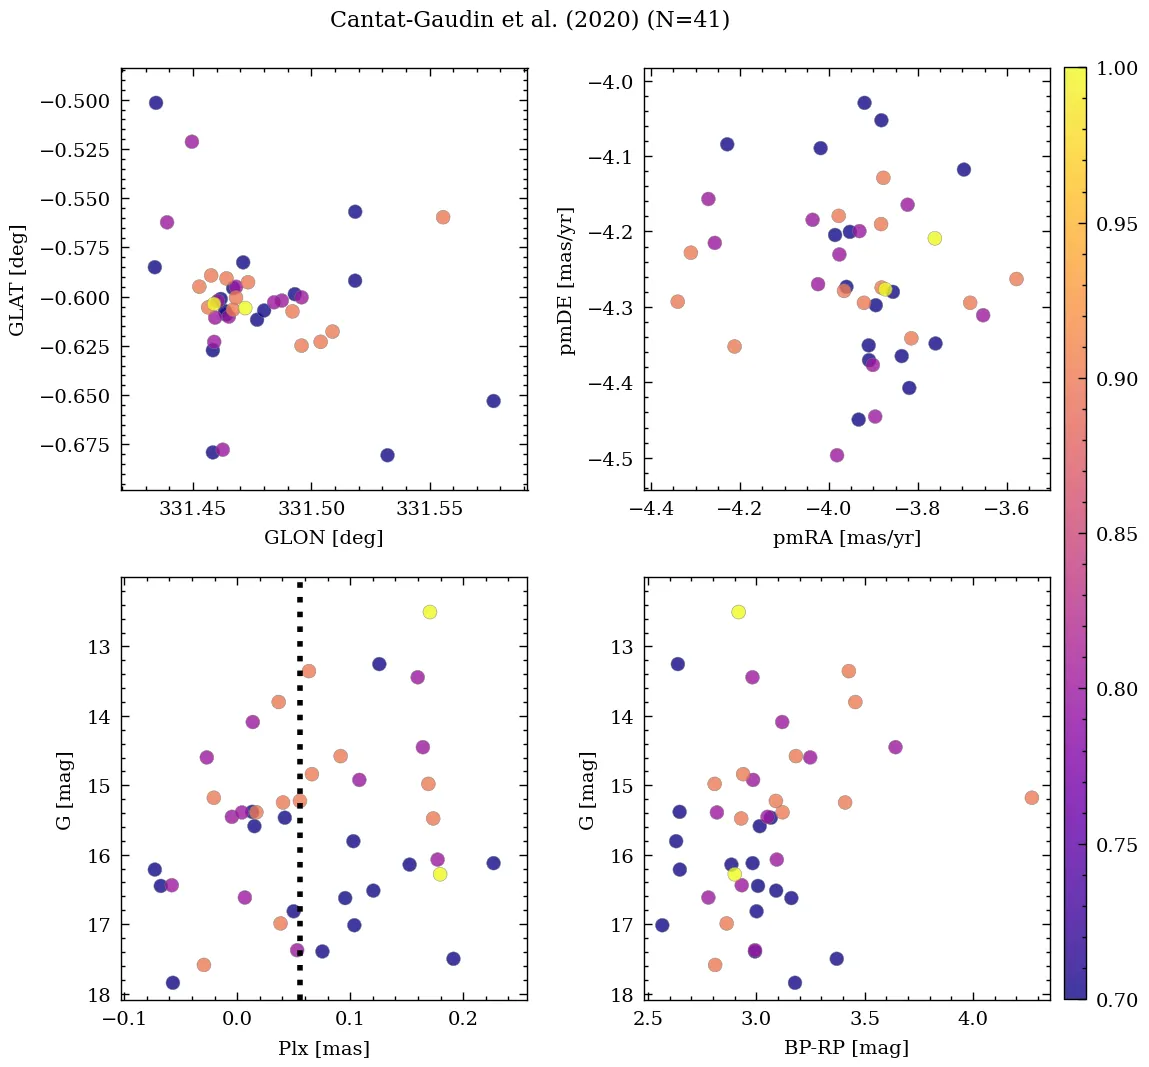 Cantat-Gaudin et al. (2020) (N=41)
−0.500
−0.525
−0.550
−0.575
−0.600
−0.625
−0.650
−0.675
GLAT [deg]
331.45 331.50 331.55
GLON [deg]
−4.0
−4.1
−4.2
−4.3
−4.4
−4.5
pmDE [mas/yr]
−4.4 −4.2 −4.0 −3.8 −3.6
pmRA [mas/yr]
13
14
15
16
17
18
G [mag]
−0.1 0.0 0.1 0.2
Plx [mas]
13
14
15
16
17
18
G [mag]
2.5 3.0 3.5 4.0
BP-RP [mag]
1.00
0.95
0.90
0.85
0.80
0.75
0.70